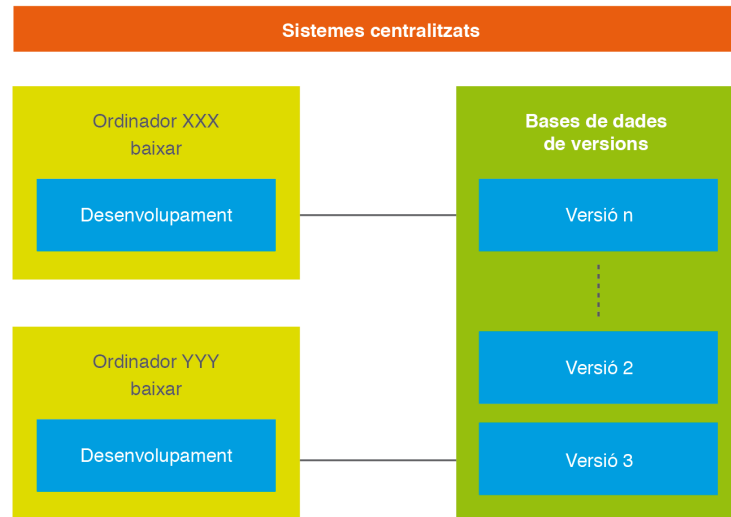 Sistemes centralitzats
Ordinador XXX
baixar
Desenvolupament
Ordinador YYY
baixar
Desenvolupament
Bases de dades
de versions
Versió n
Versió 2
Versió 3